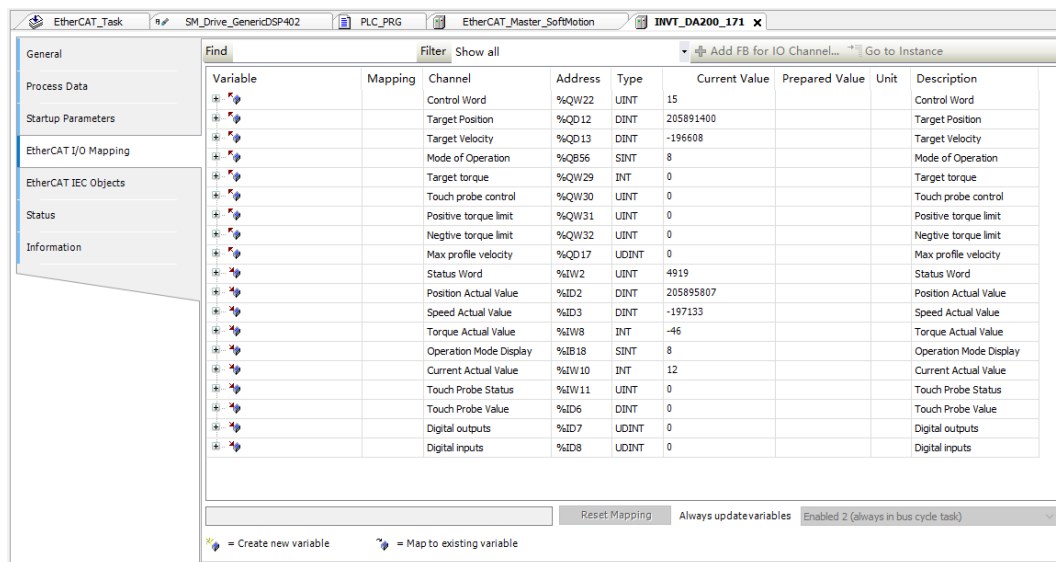 EtherCAT_Task SM_Drive_GenericDSP402 PLC_PRG EtherCAT_Master_SoftMotion INVT_DA200_171 x
General
Process Data
Startup Parameters
EtherCAT I/O Mapping
EtherCAT IEC Objects
Status
Information
Find Filter Show all Add FB for IO Channel... Go to Instance
Variable Mapping Channel Address Type Current Value Prepared Value Unit Description
Control Word %QW22 UINT 15 Control Word
Target Position %QD12 DINT 205891400 Target Position
Target Velocity %QD13 DINT -196608 Target Velocity
Mode of Operation %QB56 SINT 8 Mode of Operation
Target torque %QW29 INT 0 Target torque
Touch probe control %QW30 UINT 0 Touch probe control
Positive torque limit %QW31 UINT 0 Positive torque limit
Negtive torque limit %QW32 UINT 0 Negtive torque limit
Max profile velocity %QD17 UDINT 0 Max profile velocity
Status Word %IW2 UINT 4919 Status Word
Position Actual Value %ID2 DINT 205895807 Position Actual Value
Speed Actual Value %ID3 DINT -197133 Speed Actual Value
Torque Actual Value %IW8 INT -46 Torque Actual Value
Operation Mode Display %IB18 SINT 8 Operation Mode Display
Current Actual Value %IW10 INT 12 Current Actual Value
Touch Probe Status %IW11 UINT 0 Touch Probe Status
Touch Probe Value %ID6 DINT 0 Touch Probe Value
Digital outputs %ID7 UDINT 0 Digital outputs
Digital inputs %ID8 UDINT 0 Digital inputs
Reset Mapping Always update variables Enabled 2 (always in bus cycle task)
= Create new variable = Map to existing variable